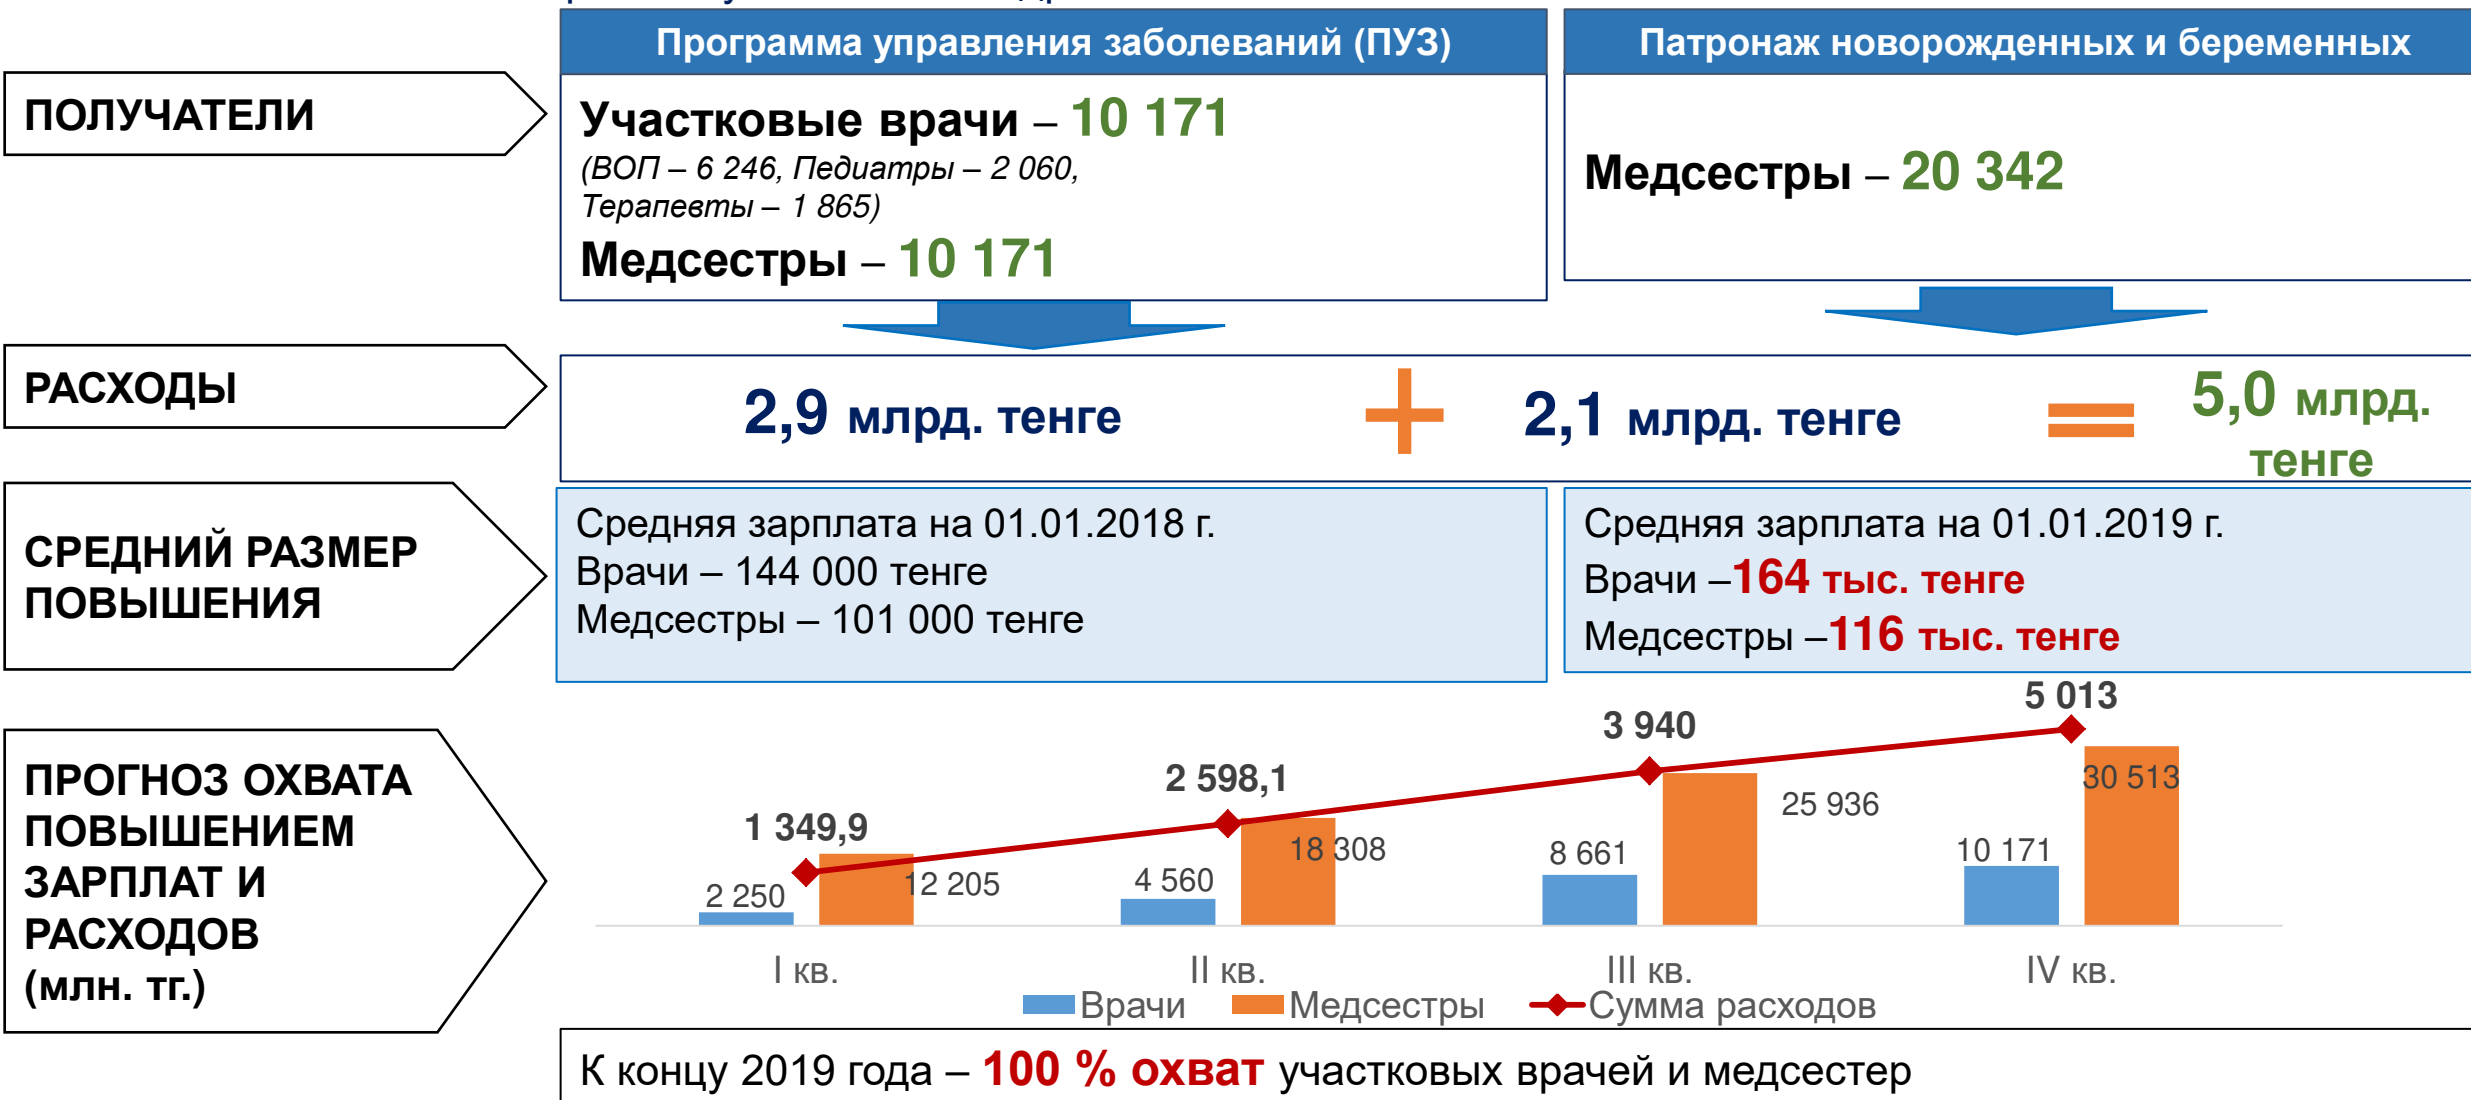 Программа управления заболеваний (ПУЗ)
Патронаж новорожденных и беременных
ПОЛУЧАТЕЛИ
Участковые врачи – 10 171
(ВОП – 6 246, Педиатры – 2 060,
Терапевты – 1 865)
Медсестры – 10 171
Медсестры – 20 342
РАСХОДЫ
2,9 млрд. тенге
+
2,1 млрд. тенге
=
5,0 млрд.
тенге
СРЕДНИЙ РАЗМЕР
ПОВЫШЕНИЯ
Средняя зарплата на 01.01.2018 г.
Врачи – 144 000 тенге
Медсестры – 101 000 тенге
Средняя зарплата на 01.01.2019 г.
Врачи –164 тыс. тенге
Медсестры –116 тыс. тенге
ПРОГНОЗ ОХВАТА
ПОВЫШЕНИЕМ
ЗАРПЛАТ И
РАСХОДОВ
(млн. тг.)
1 349,9
2 598,1
3 940
5 013
2 250
12 205
4 560
18 308
8 661
25 936
10 171
30 513
I кв.
II кв.
III кв.
IV кв.
Врачи
Медсестры
Сумма расходов
К концу 2019 года – 100 % охват участковых врачей и медсестер